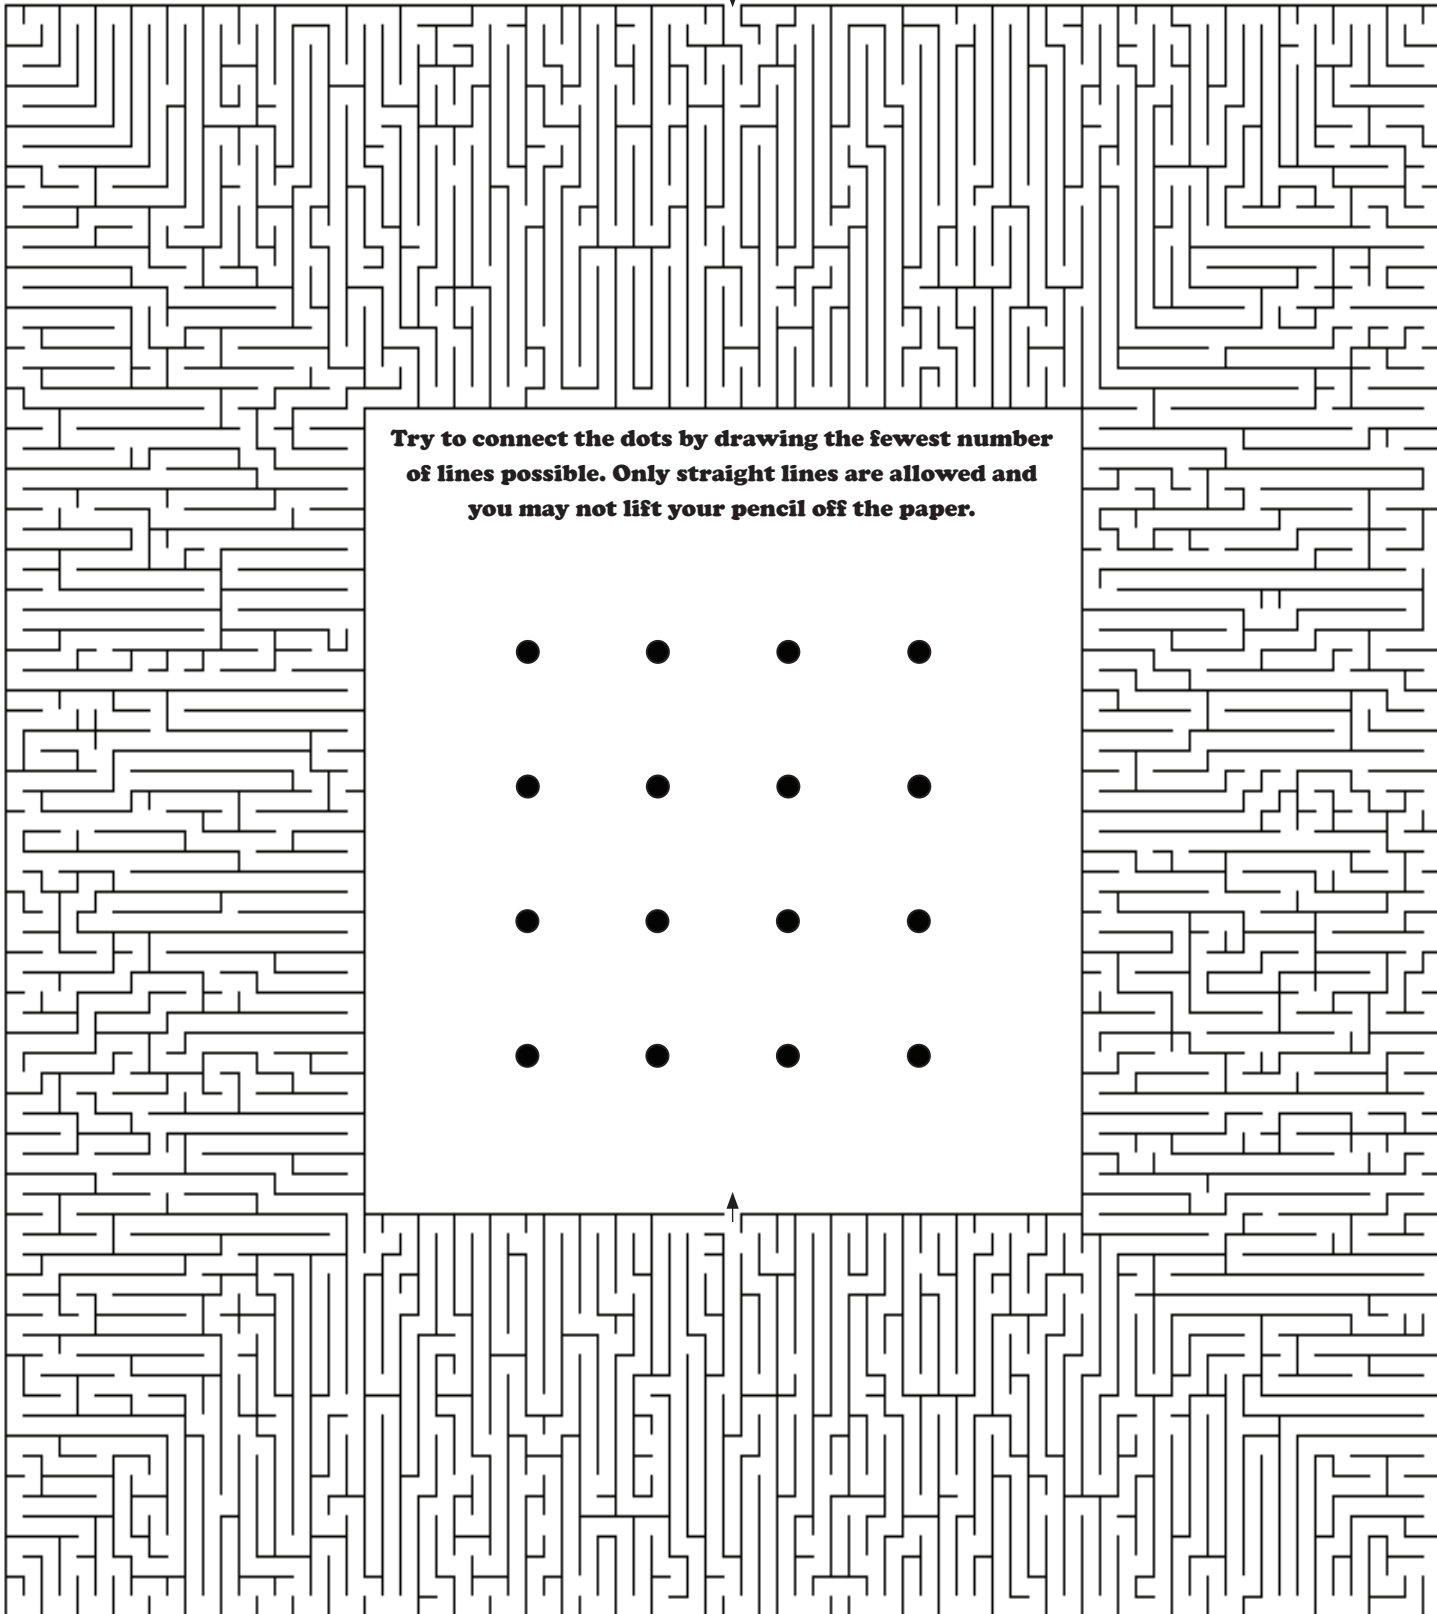 Try to connect the dots by drawing the fewest number
of lines possible. Only straight lines are allowed and
you may not lift your pencil off the paper.